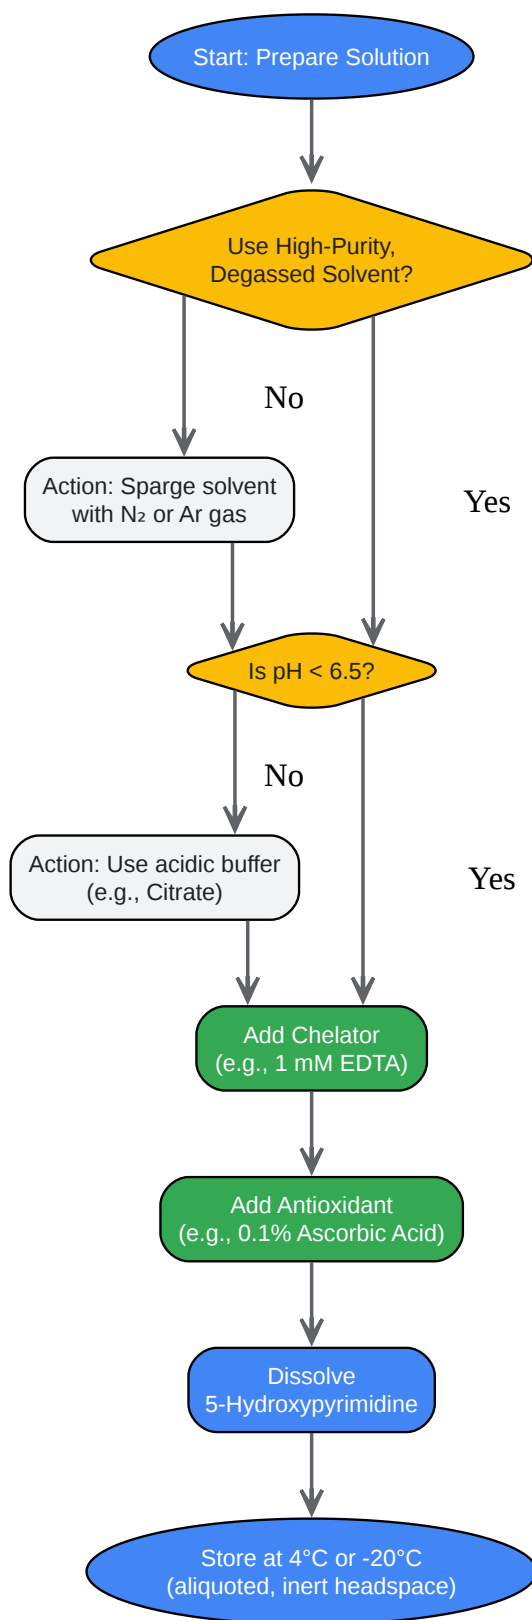 Start: Prepare Solution
Use High-Purity,
Degassed Solvent?
No
Action: Sparge solvent
with N₂ or Ar gas
Yes
Is pH < 6.5?
No
Action: Use acidic buffer
(e.g., Citrate)
Yes
Add Chelator
(e.g., 1 mM EDTA)
Add Antioxidant
(e.g., 0.1% Ascorbic Acid)
Dissolve
5-Hydroxypyrimidine
Store at 4°C or -20°C
(aliquoted, inert headspace)